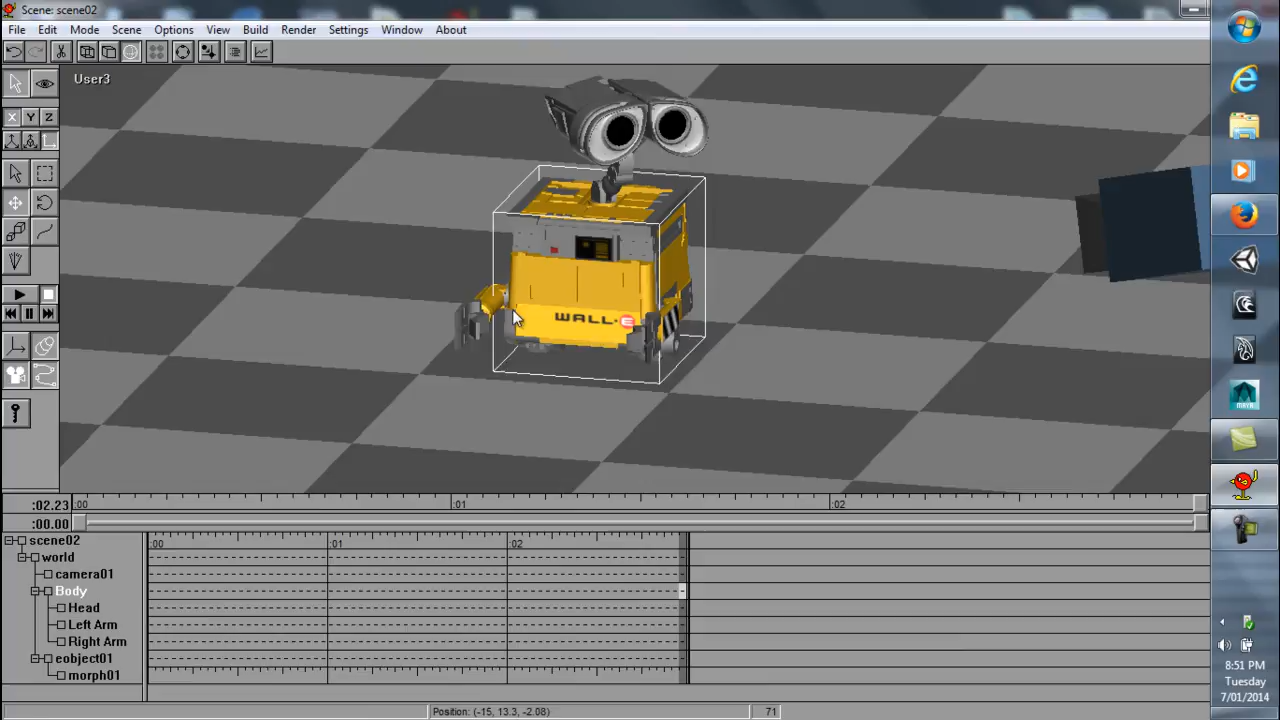 Scene: scene02
File Edit Mode Scene Options View Build Render Settings Window About
User3
X Y Z
WALL·E
MAYA
:02.23 :00 :01 :02
:00.00
scene02 :00 :01 :02
world
camera01
Body
Head
Left Arm
Right Arm
eobject01
morph01
Position: (-15, 13.3, -2.08) 71
8:51 PM
Tuesday
7/01/2014